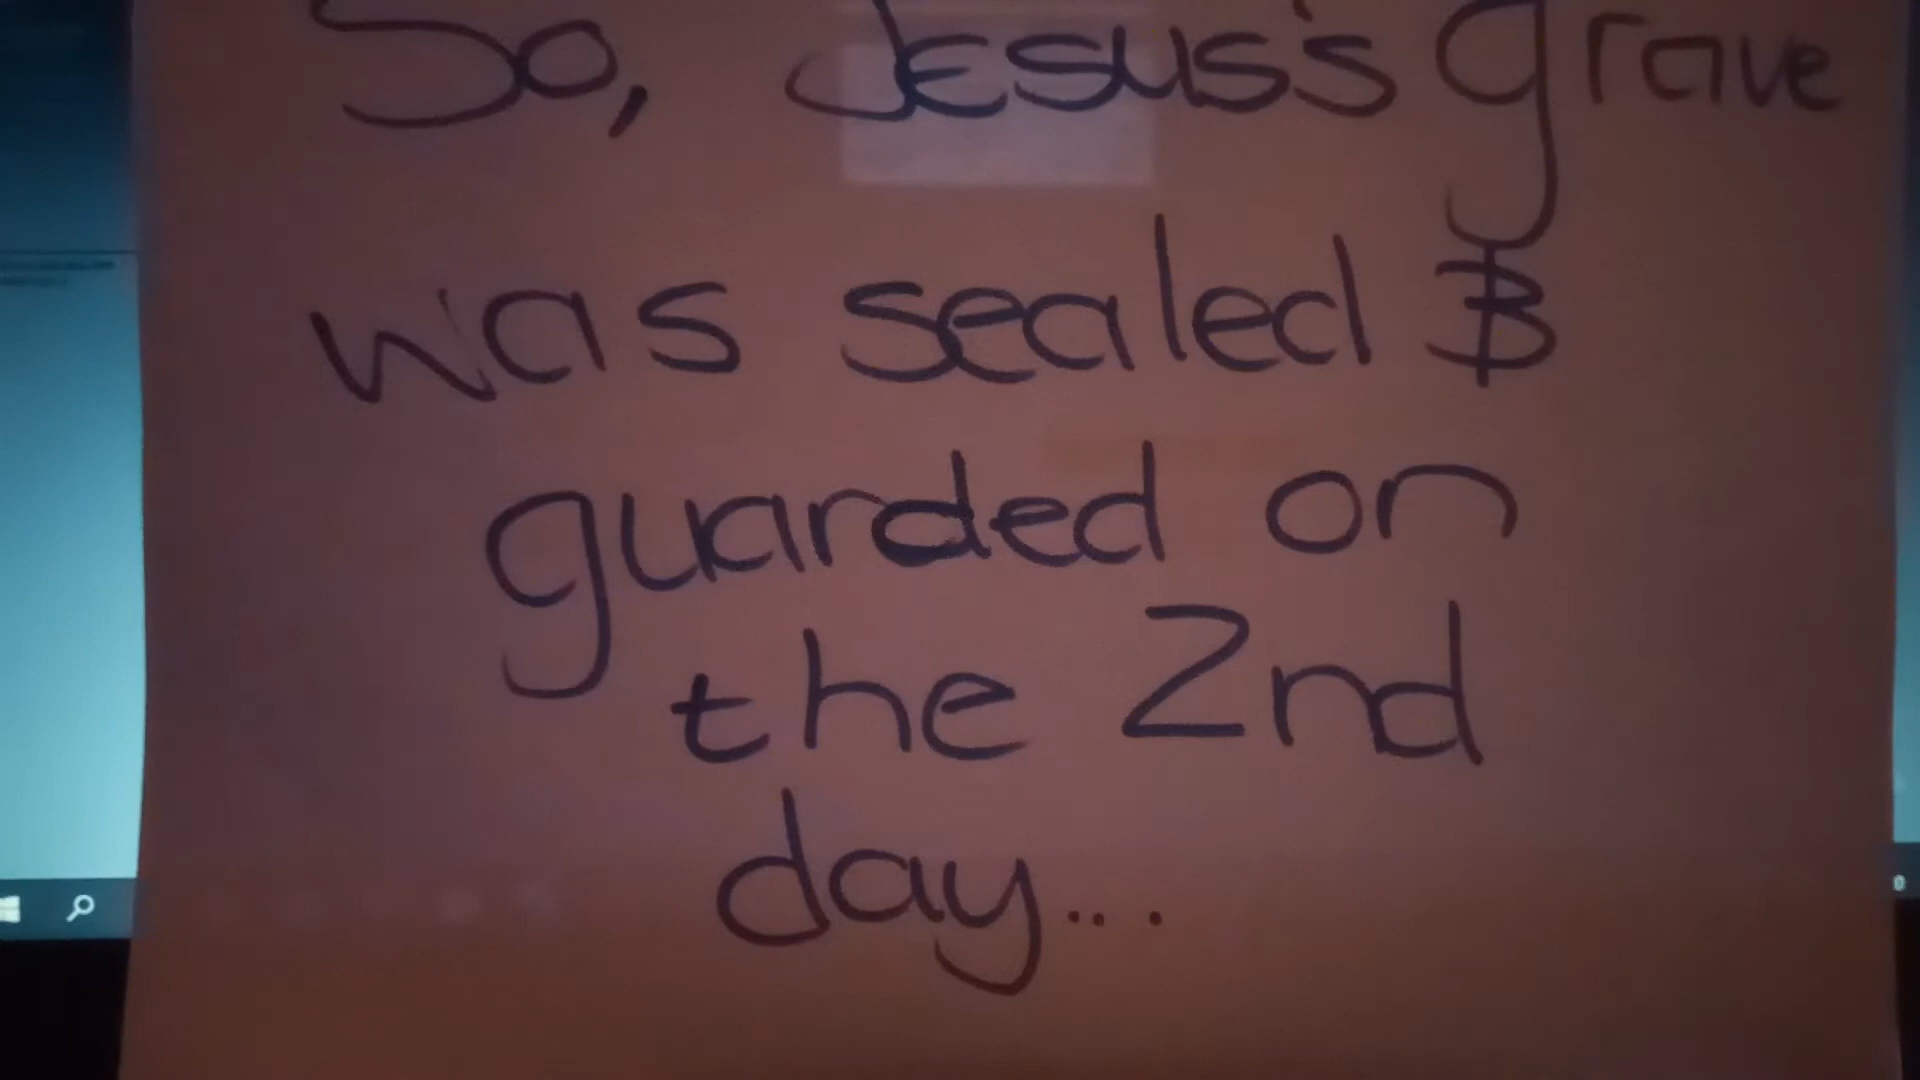 So, Jesus's grave
was sealed &
guarded on
the 2nd
day...